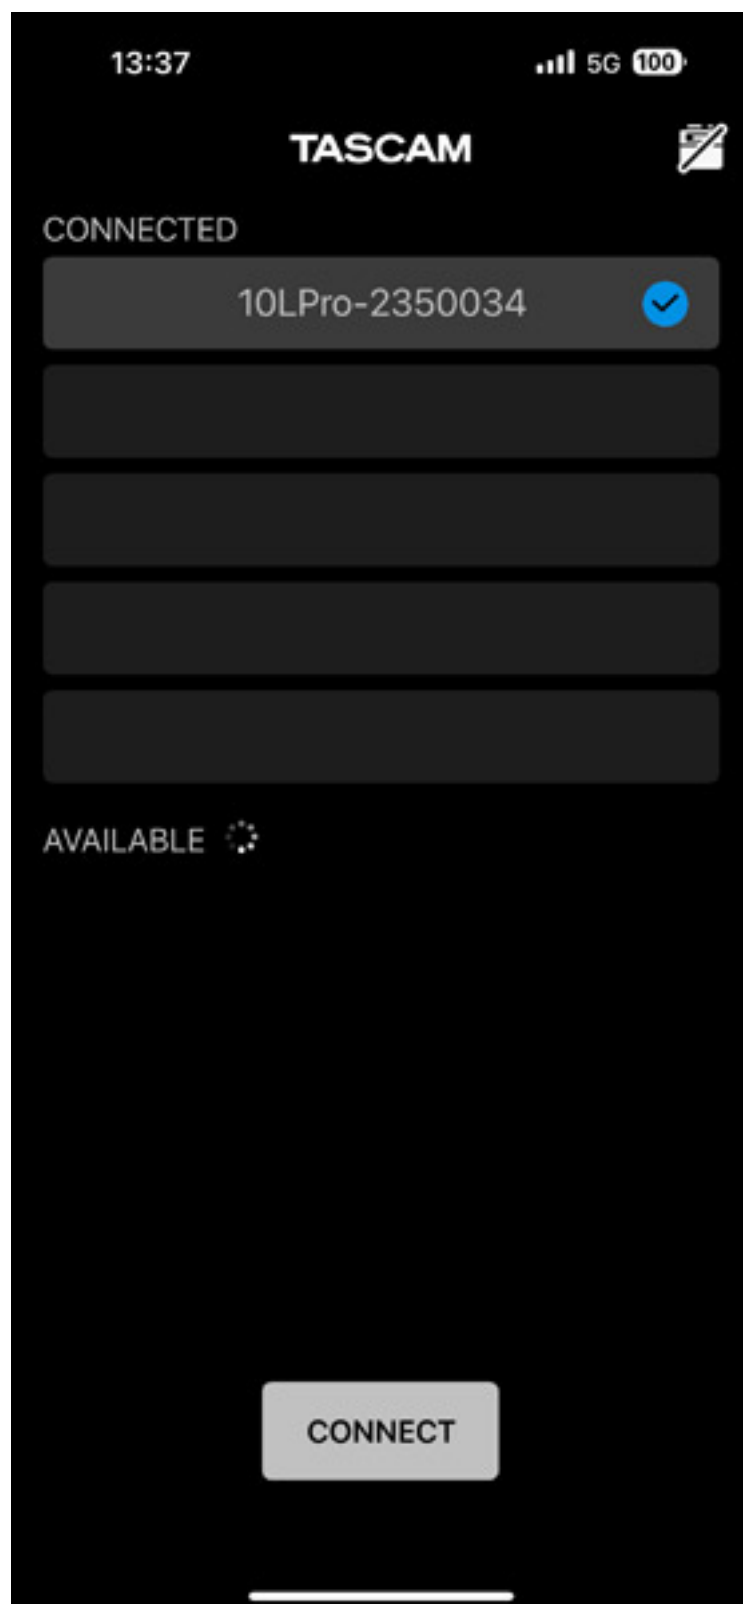 13:37 5G 100
TASCAM
CONNECTED
10LPro-2350034
AVAILABLE
CONNECT